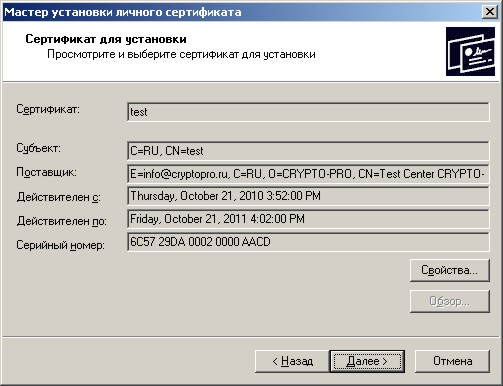 Мастер установки личного сертификата
Сертификат для установки
Просмотрите и выберите сертификат для установки
Сертификат: test
Субъект: C=RU, CN=test
Поставщик: E=info@cryptopro.ru, C=RU, O=CRYPTO-PRO, CN=Test Center CRYPTO-
Действителен с: Thursday, October 21, 2010 3:52:00 PM
Действителен по: Friday, October 21, 2011 4:02:00 PM
Серийный номер: 6C57 29DA 0002 0000 AACD
Свойства...
Обзор...
< Назад Далее > Отмена